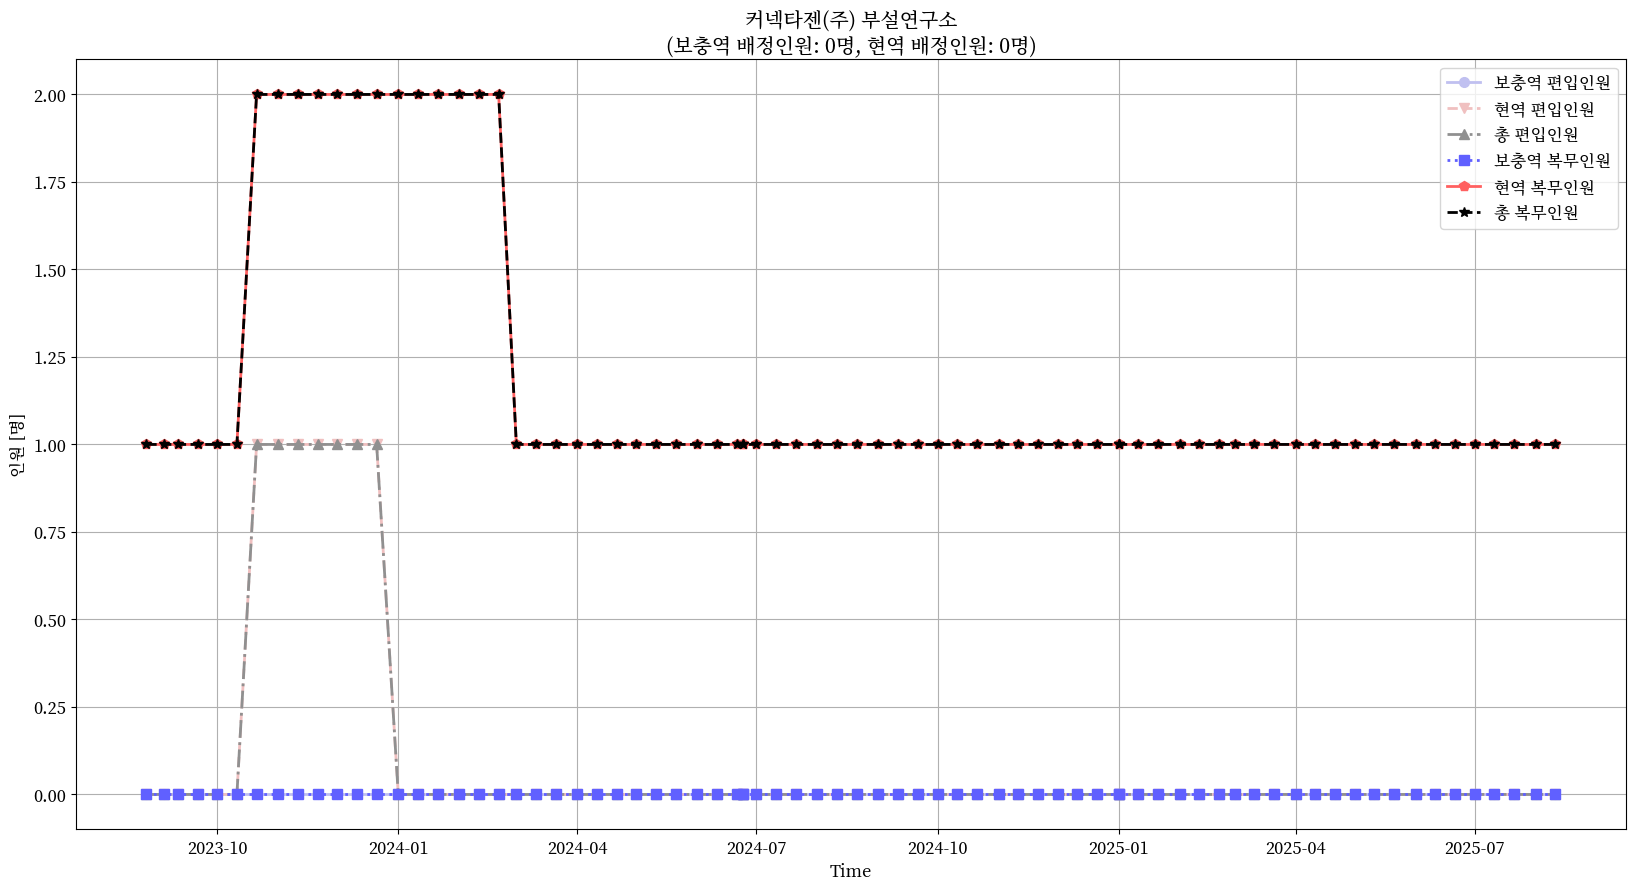 커넥타젠(주) 부설연구소
(보충역 배정인원: 0명, 현역 배정인원: 0명)
보충역 편입인원
현역 편입인원
총 편입인원
보충역 복무인원
현역 복무인원
총 복무인원
인원 [명]
2.00
1.75
1.50
1.25
1.00
0.75
0.50
0.25
0.00
2023-10
2024-01
2024-04
2024-07
2024-10
2025-01
2025-04
2025-07
Time